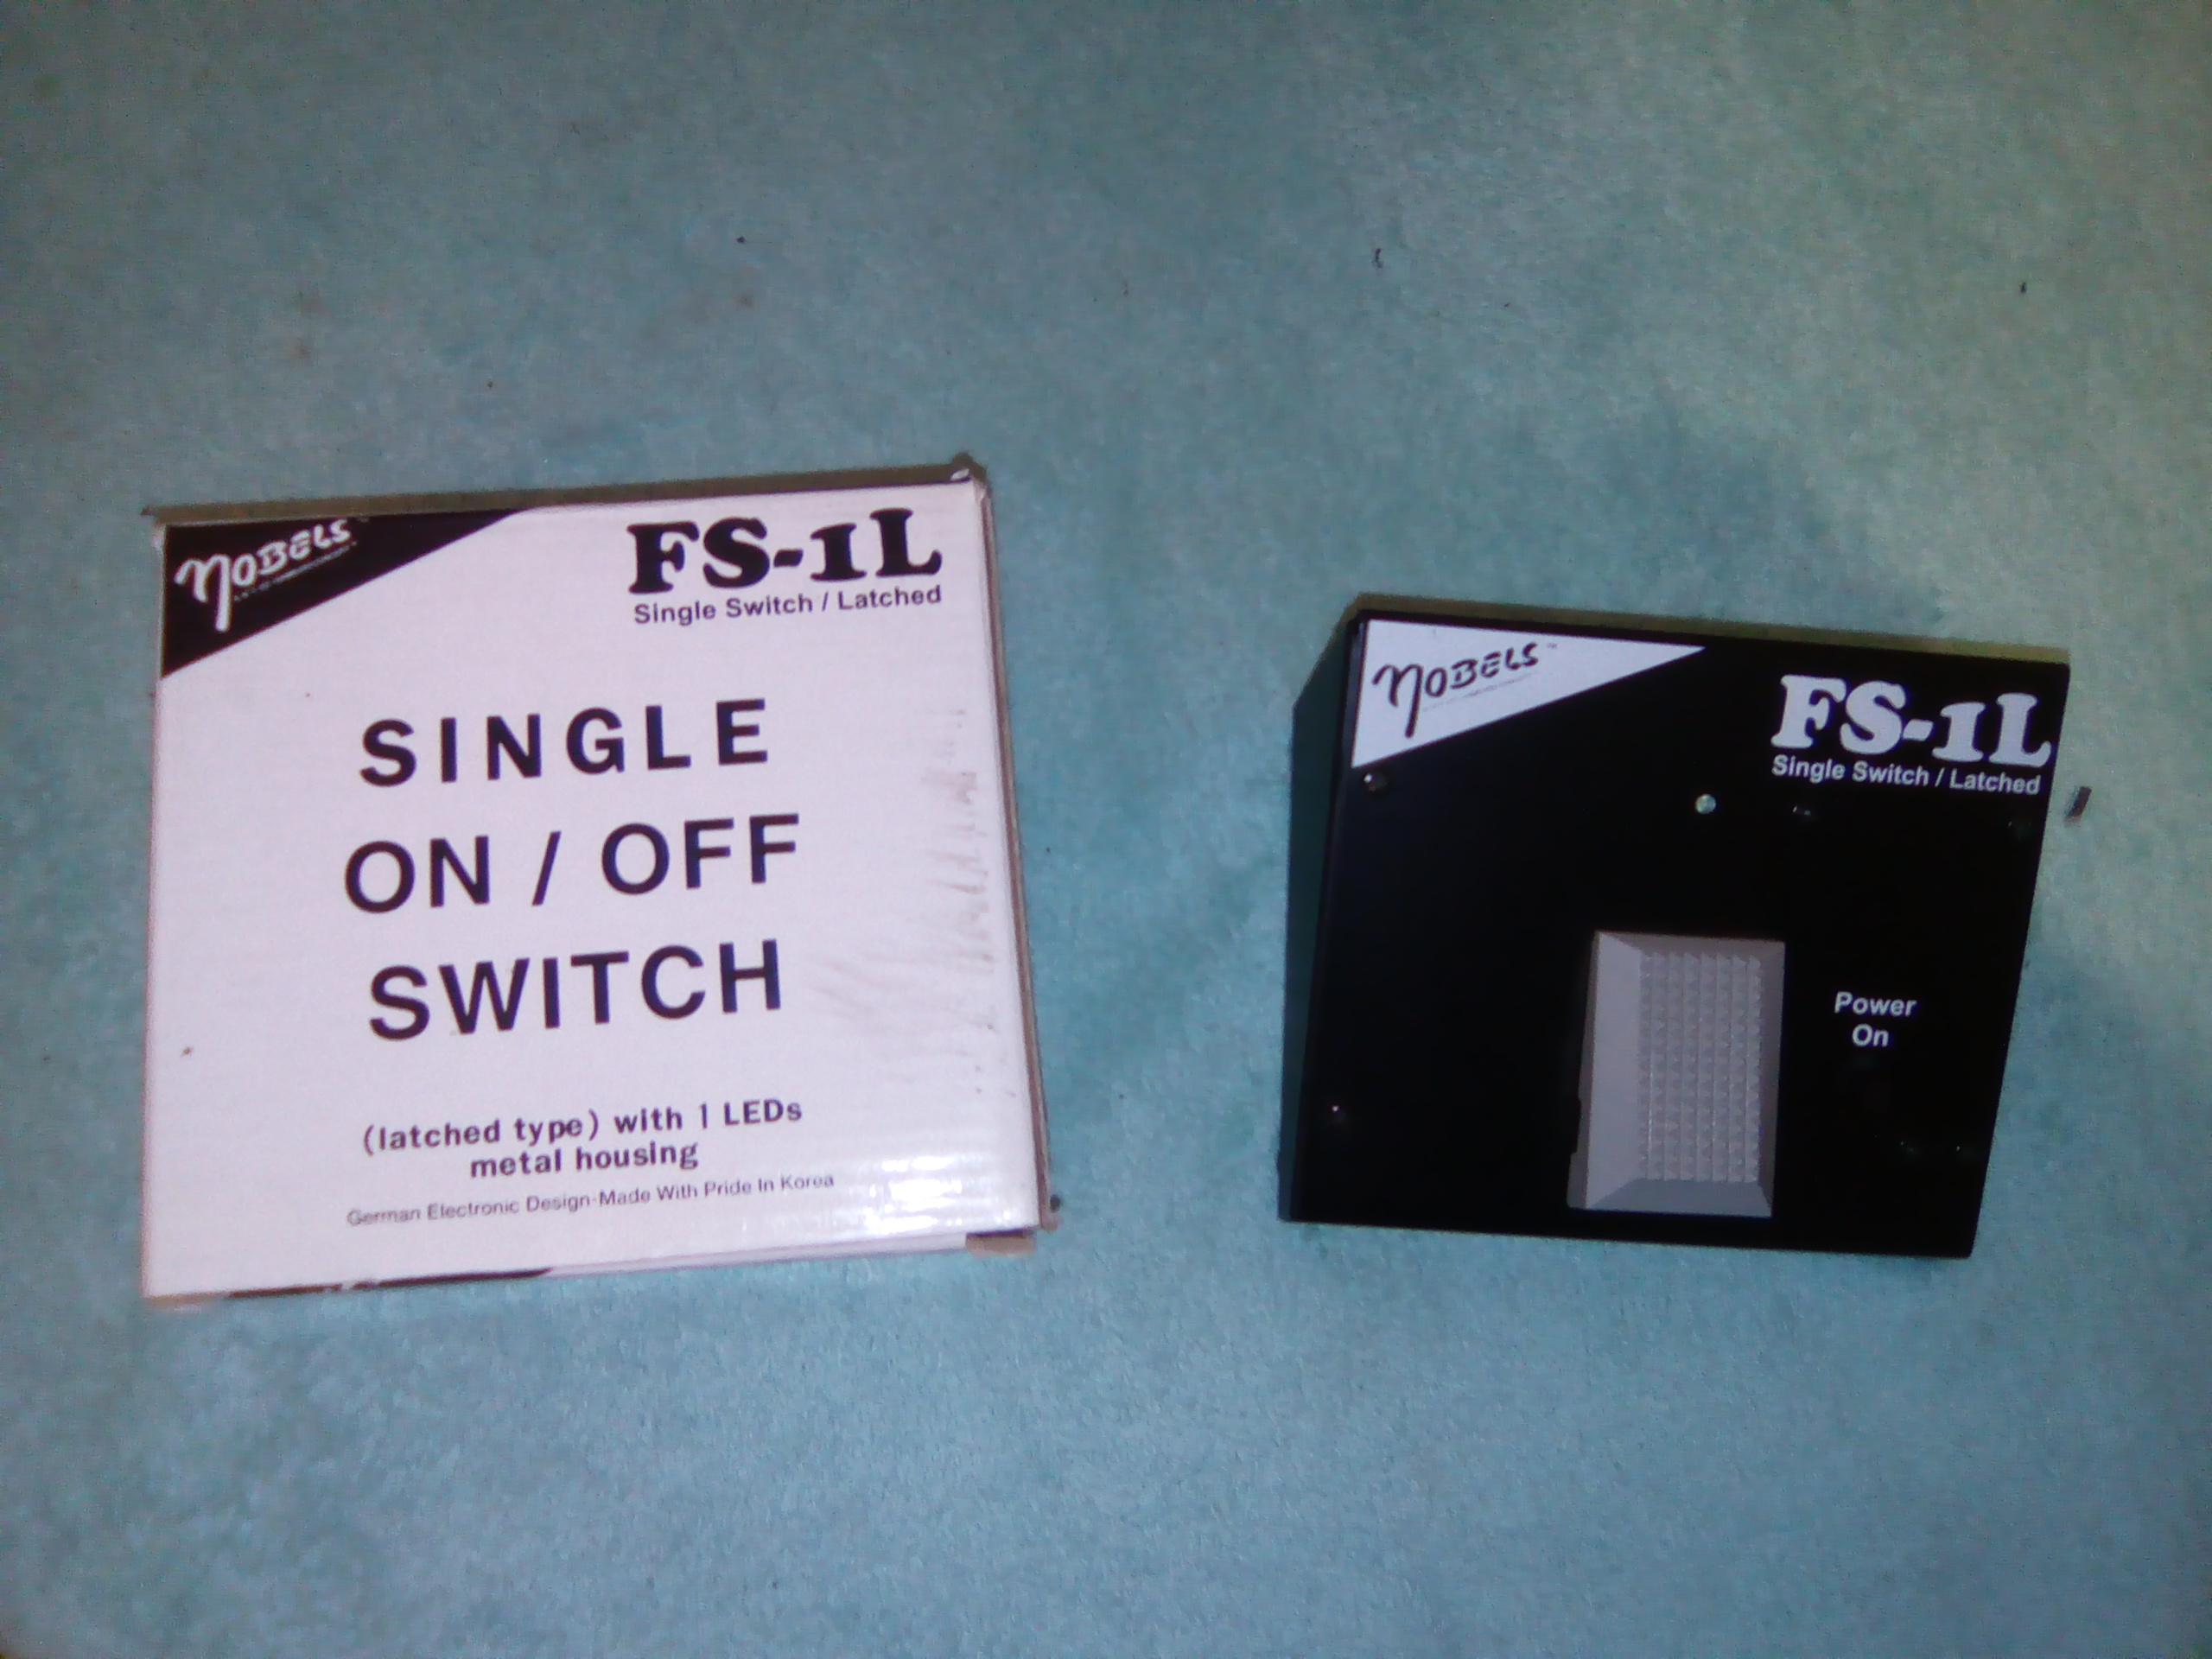 NOBELS
FS-1L
Single Switch / Latched
SINGLE
ON / OFF
SWITCH
(latched type) with 1 LEDs
metal housing
German Electronic Design-Made With Pride In Korea
NOBELS™
FS-1L
Single Switch / Latched
Power
On